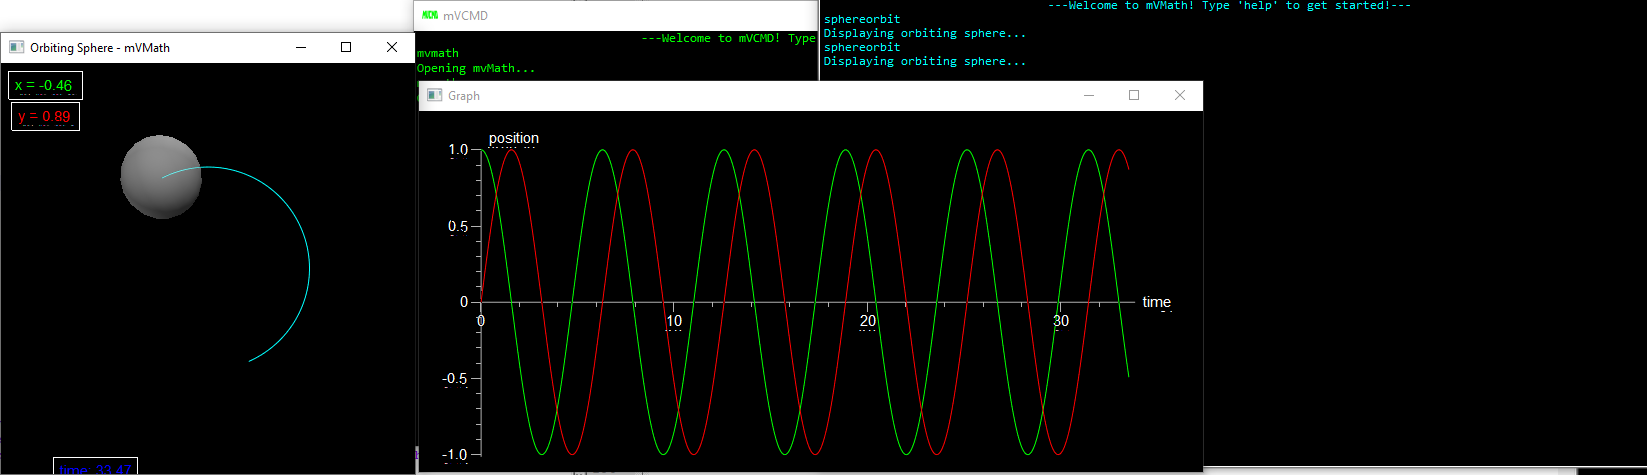 Orbiting Sphere - mVMath
x = -0.46
y = 0.89
time: 33.47
mVCMD
---Welcome to mVCMD! Type
mvmath
Opening mvMath...
---Welcome to mVMath! Type 'help' to get started!---
sphereorbit
Displaying orbiting sphere...
sphereorbit
Displaying orbiting sphere...
Graph
position
1.0
0.5
0
-0.5
-1.0
0 10 20 30
time